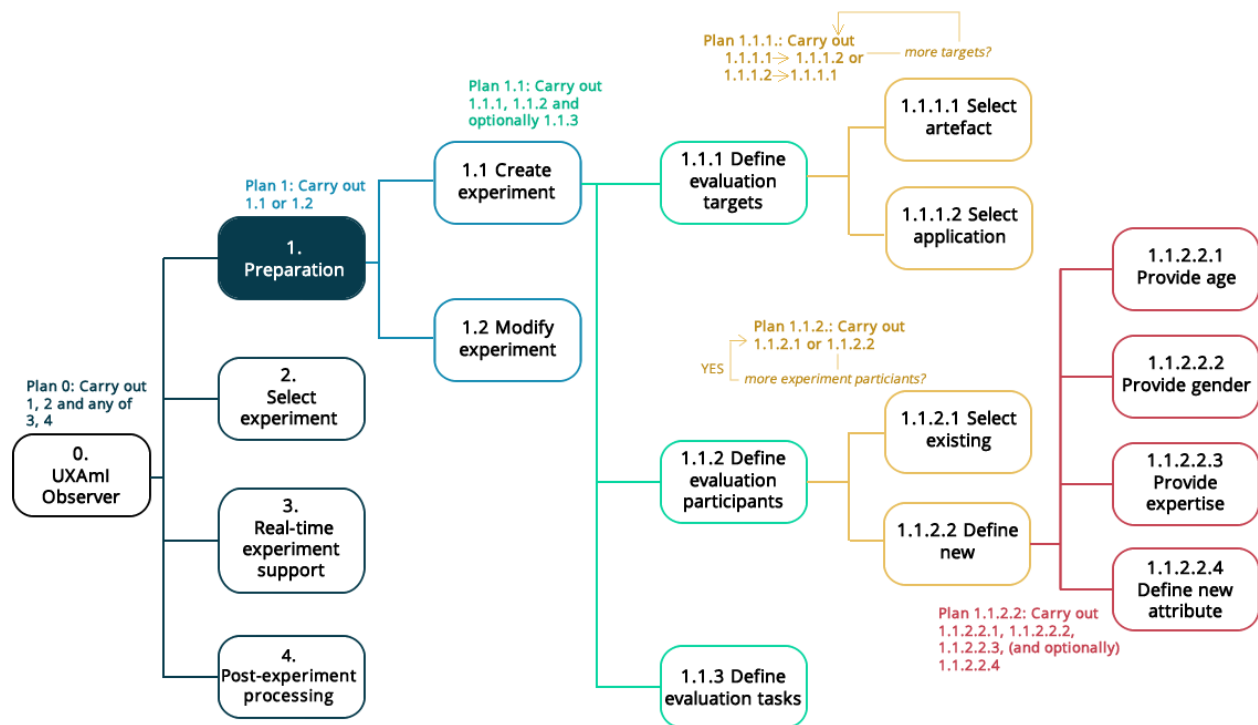 Plan 0: Carry out
1, 2 and any of
3, 4
0.
UXAmI
Observer
Plan 1: Carry out
1.1 or 1.2
1.
Preparation
2.
Select
experiment
3.
Real-time
experiment
support
4.
Post-experiment
processing
Plan 1.1: Carry out
1.1.1, 1.1.2 and
optionally 1.1.3
1.1 Create
experiment
1.2 Modify
experiment
Plan 1.1.1.: Carry out
1.1.1.1→ 1.1.1.2 or
1.1.1.2→1.1.1.1
more targets?
1.1.1 Define
evaluation
targets
1.1.1.1 Select
artefact
1.1.1.2 Select
application
Plan 1.1.2.: Carry out
1.1.2.1 or 1.1.2.2
YES
more experiment particiants?
1.1.2 Define
evaluation
participants
1.1.2.1 Select
existing
1.1.2.2 Define
new
1.1.3 Define
evaluation tasks
1.1.2.2.1
Provide age
1.1.2.2.2
Provide gender
1.1.2.2.3
Provide
expertise
1.1.2.2.4
Define new
attribute
Plan 1.1.2.2: Carry out
1.1.2.2.1, 1.1.2.2.2,
1.1.2.2.3, (and optionally)
1.1.2.2.4